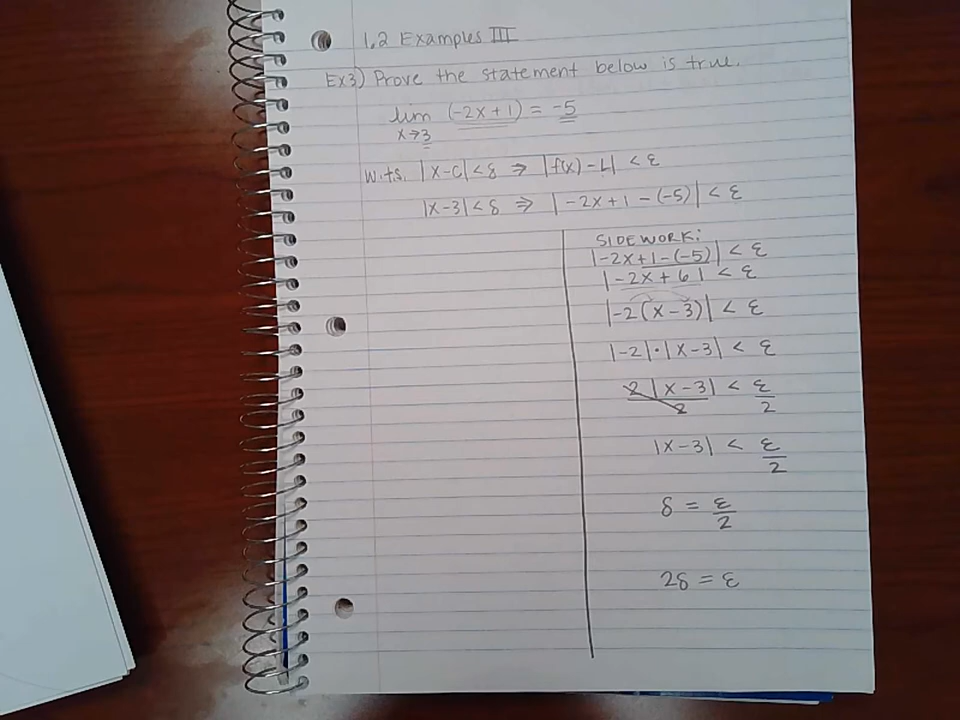 1.2 Examples III
Ex3) Prove the statement below is true.
lim (-2x + 1) = -5
x→3
w.t.s. |x-c| < δ ⇒ |f(x) - L| < ε
|x-3| < δ ⇒ |-2x+1-(-5)| < ε
SIDEWORK:
|-2x+1-(-5)| < ε
|-2x+6| < ε
|-2(x-3)| < ε
|-2|·|x-3| < ε
2|x-3| < ε
2 2
|x-3| < ε/2
δ = ε/2
2δ = ε